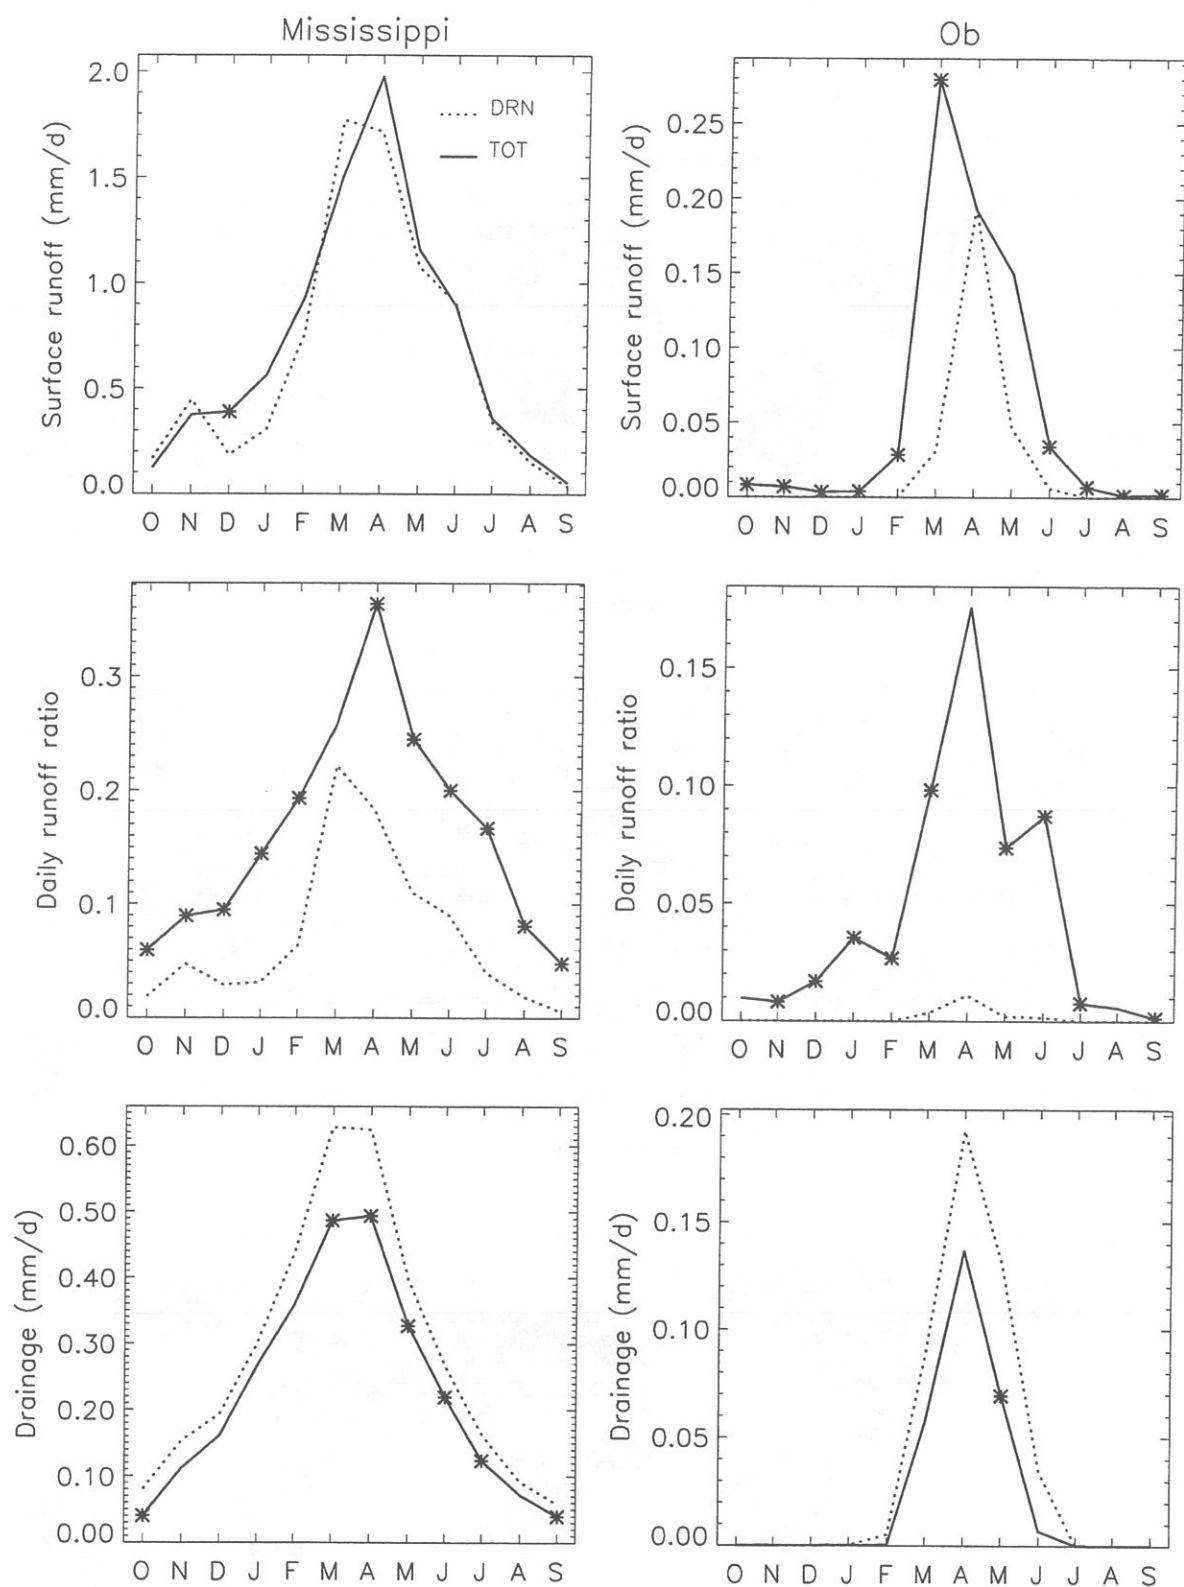 Mississippi
Surface runoff (mm/d)
2.0
1.5
1.0
0.5
0.0
DRN
TOT
O N D J F M A M J J A S
Ob
Surface runoff (mm/d)
0.25
0.20
0.15
0.10
0.05
0.00
O N D J F M A M J J A S
Daily runoff ratio
0.3
0.2
0.1
0.0
O N D J F M A M J J A S
Daily runoff ratio
0.15
0.10
0.05
0.00
O N D J F M A M J J A S
Drainage (mm/d)
0.60
0.50
0.40
0.30
0.20
0.10
0.00
O N D J F M A M J J A S
Drainage (mm/d)
0.20
0.15
0.10
0.05
0.00
O N D J F M A M J J A S